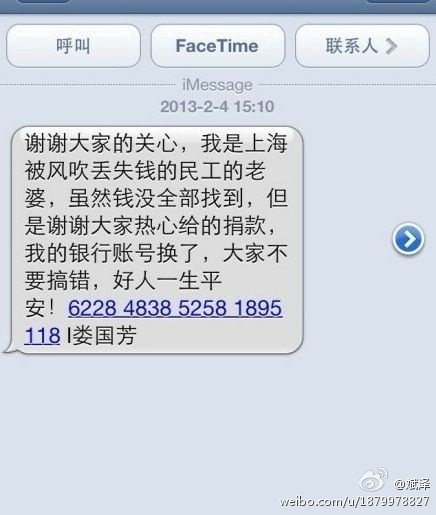 呼叫
FaceTime
联系人
iMessage
2013-2-4 15:10
谢谢大家的关心，我是上海
被风吹丢失钱的民工的老
婆，虽然钱没全部找到，但
是谢谢大家热心给的捐款，
我的银行账号换了，大家不
要搞错，好人一生平
安！6228 4838 5258 1895
118 l娄国芳
@斌泽
weibo.com/u/1879978827